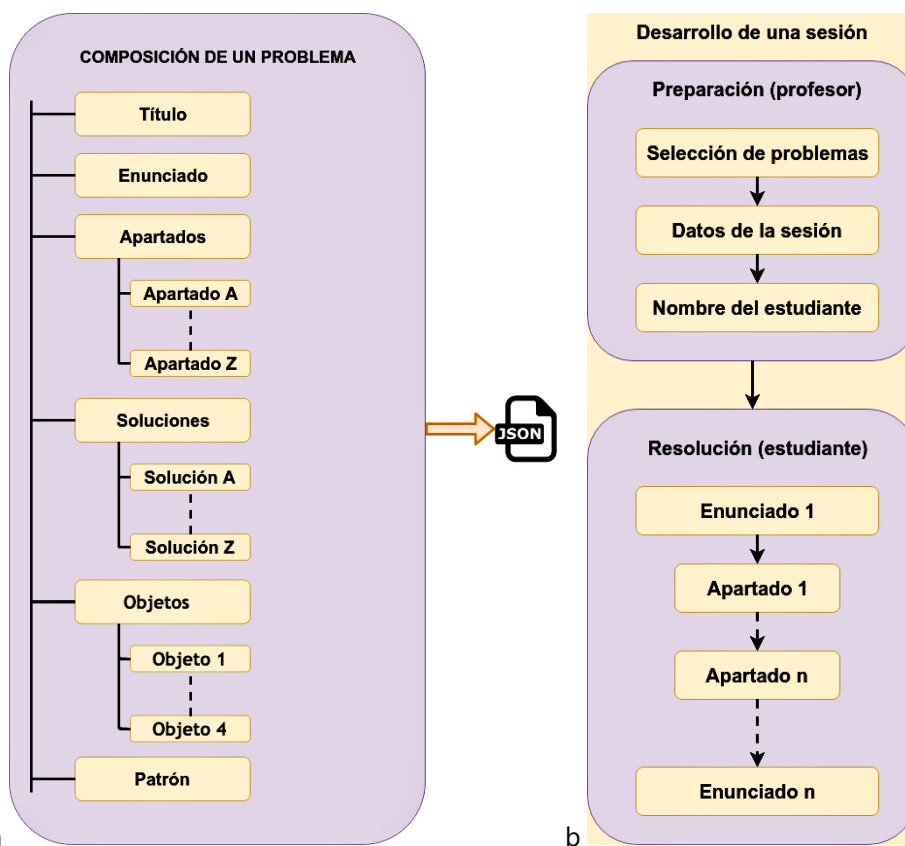 COMPOSICIÓN DE UN PROBLEMA
Título
Enunciado
Apartados
Apartado A
Apartado Z
Soluciones
Solución A
Solución Z
Objetos
Objeto 1
Objeto 4
Patrón
JSON
Desarrollo de una sesión
Preparación (profesor)
Selección de problemas
Datos de la sesión
Nombre del estudiante
Resolución (estudiante)
Enunciado 1
Apartado 1
Apartado n
Enunciado n
b